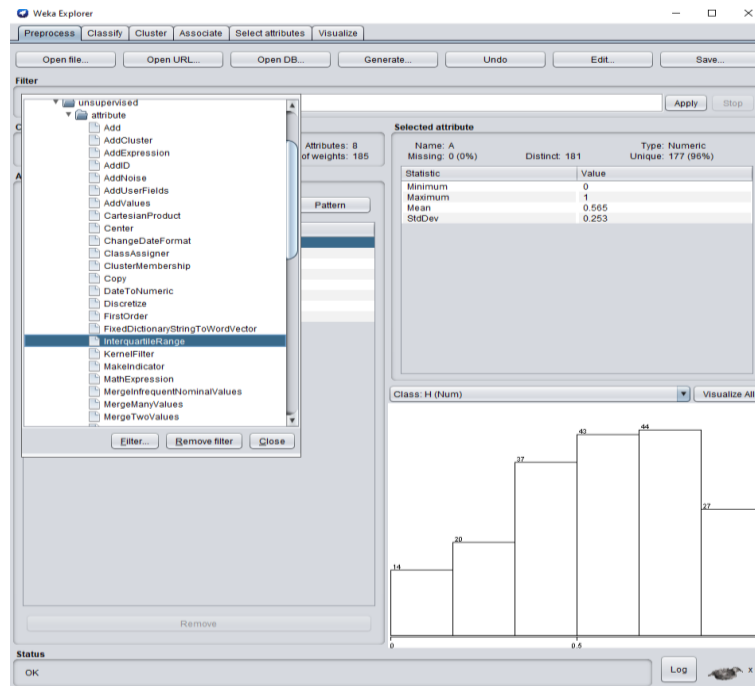 Weka Explorer
Preprocess Classify Cluster Associate Select attributes Visualize
Open file... Open URL... Open DB... Generate... Undo Edit... Save...
Filter
Apply Stop
unsupervised
attribute
Add
AddCluster
AddExpression
AddID
AddNoise
AddUserFields
AddValues
CartesianProduct
Center
ChangeDateFormat
ClassAssigner
ClusterMembership
Copy
DateToNumeric
Discretize
FirstOrder
FixedDictionaryStringToWordVector
InterquartileRange
KernelFilter
MakeIndicator
MathExpression
MergeInfrequentNominalValues
MergeManyValues
MergeTwoValues
Filter... Remove filter Close
Attributes: 8
of weights: 185
Pattern
Remove
Selected attribute
Name: A Type: Numeric
Missing: 0 (0%) Distinct: 181 Unique: 177 (96%)
Statistic Value
Minimum 0
Maximum 1
Mean 0.565
StdDev 0.253
Class: H (Num) Visualize All
14
20
37
43
44
27
0 0.5
Status
OK
Log x